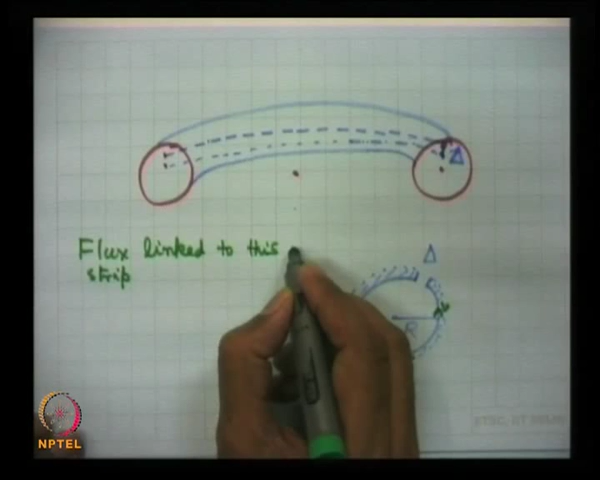 Δ
Flux linked to this
strip
Δ
R
NPTEL